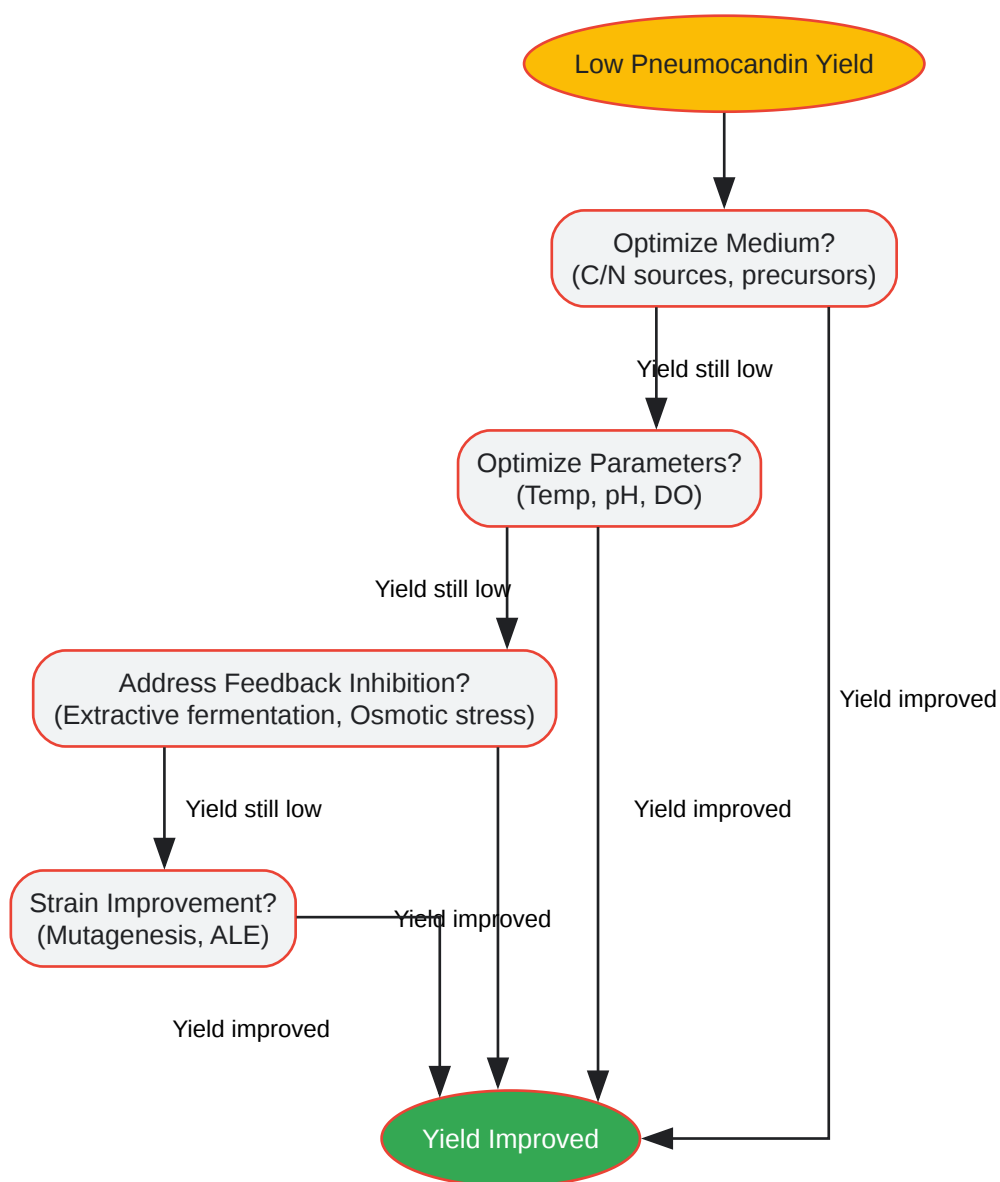 Low Pneumocandin Yield
Optimize Medium?
(C/N sources, precursors)
Yield still low
Optimize Parameters?
(Temp, pH, DO)
Yield still low
Address Feedback Inhibition?
(Extractive fermentation, Osmotic stress)
Yield improved
Yield still low
Yield improved
Strain Improvement?
(Mutagenesis, ALE)
Yield improved
Yield improved
Yield Improved